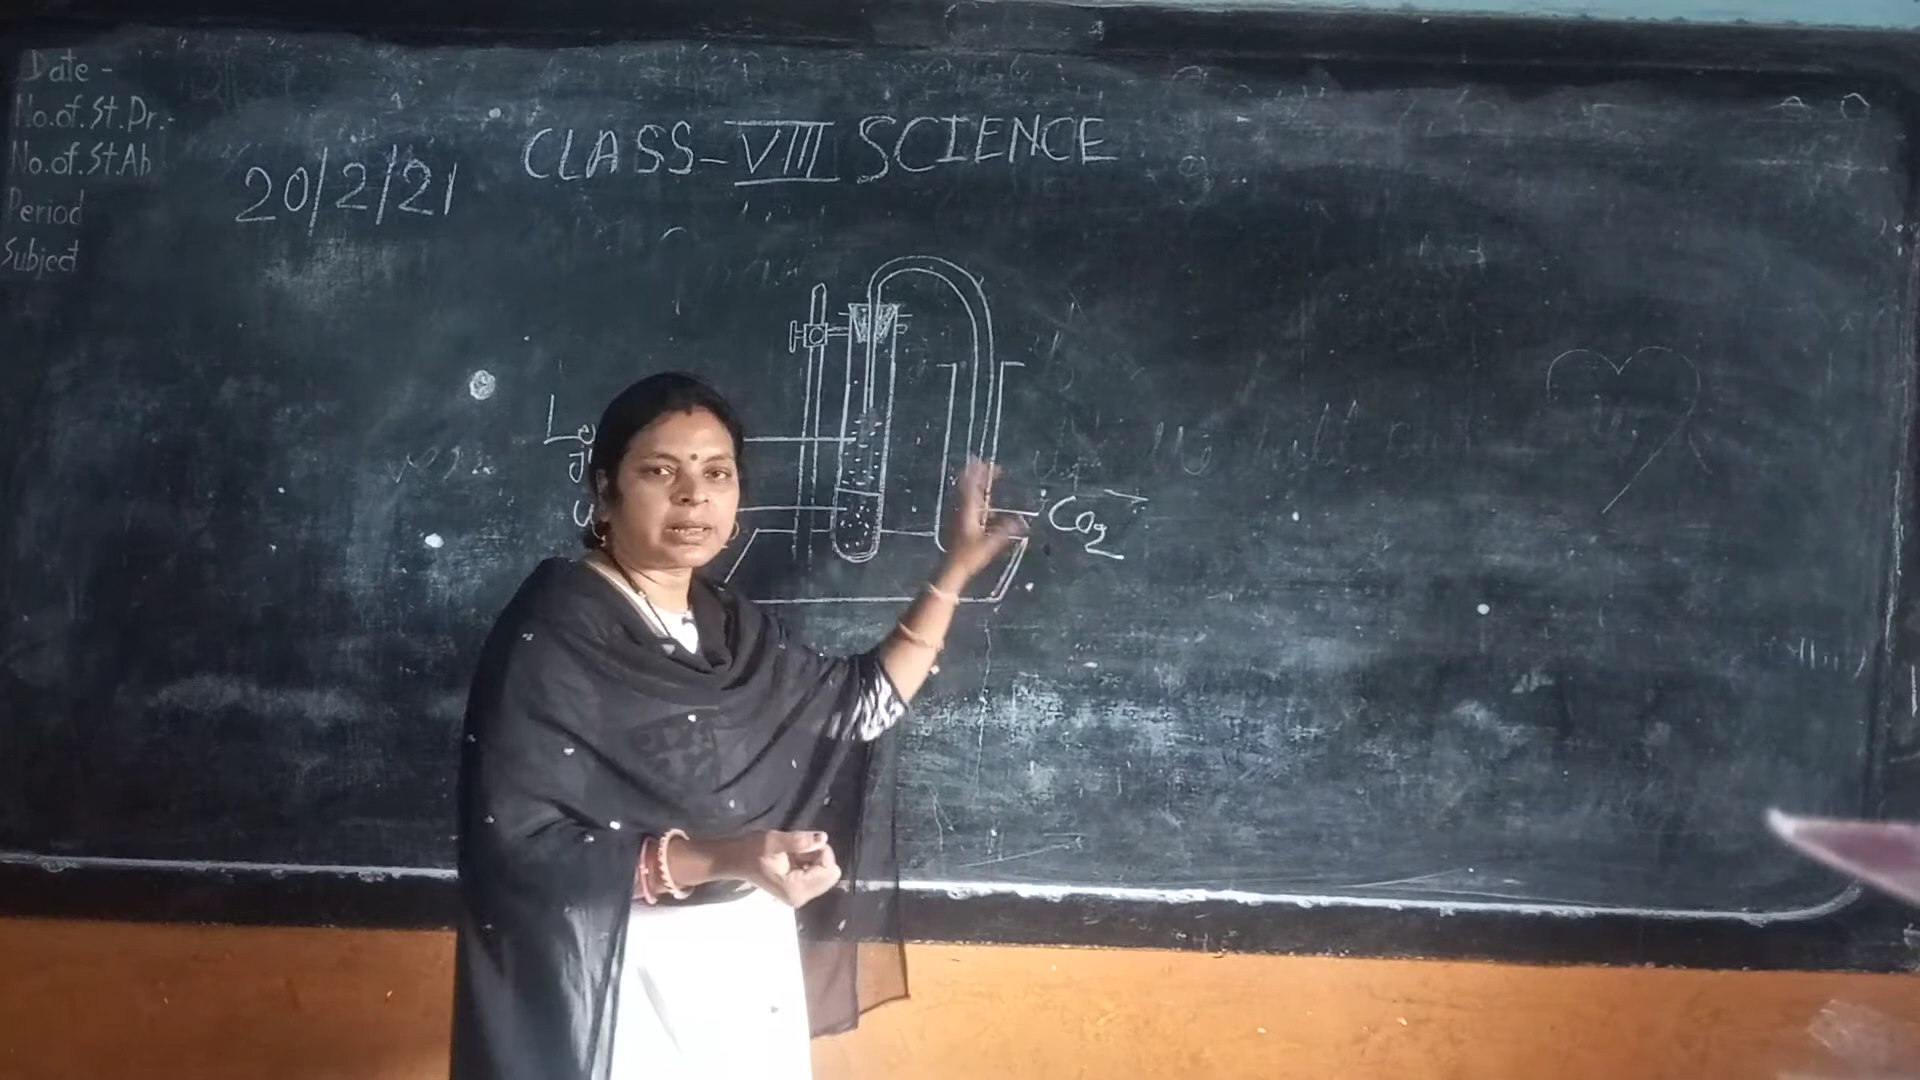 Date -
No.of.St.Pr.-
No.of.St.Ab
Period
Subject
20/2/21
CLASS-VIII SCIENCE
CO2